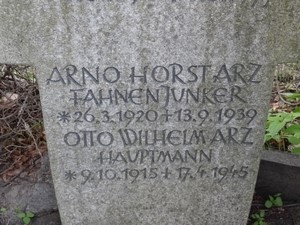 ARNO HORST ARZ
FAHNENJUNKER
*26.3.1920+13.9.1939
OTTO WILHELM ARZ
HAUPTMANN
*9.10.1915+17.4.1945